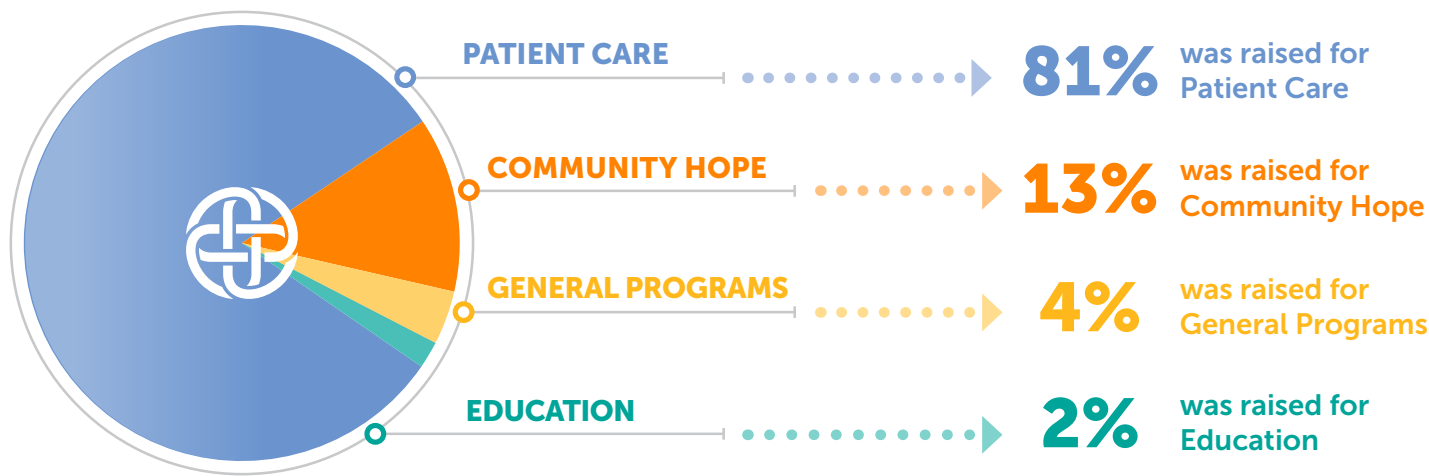 PATIENT CARE
81%
was raised for
Patient Care
COMMUNITY HOPE
13%
was raised for
Community Hope
GENERAL PROGRAMS
4%
was raised for
General Programs
EDUCATION
2%
was raised for
Education